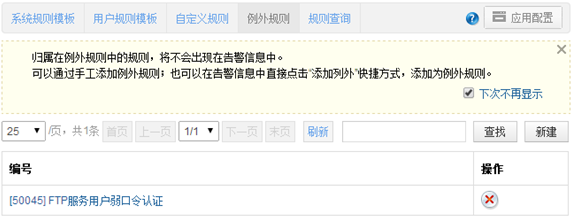 系统规则模板 用户规则模板 自定义规则 例外规则 规则查询 应用配置
归属在例外规则中的规则，将不会出现在告警信息中。
可以通过手工添加例外规则；也可以在告警信息中直接点击“添加列外”快捷方式，添加为例外规则。
下次不再显示
25 /页，共1条 首页 上一页 1/1 下一页 末页 刷新 查找 新建
编号 操作
[50045] FTP服务用户弱口令认证